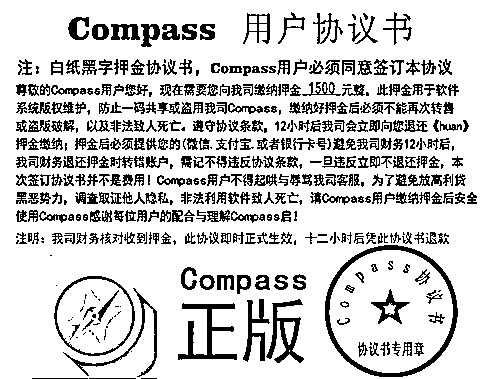 Compass 用户协议书
注：白纸黑字押金协议书，Compass用户必须同意签订本协议
尊敬的Compass用户您好，现在需要您向我司缴纳押金 1500 元整，此押金用于软件
系统版权维护，防止一码共享或盗用我司Compass，缴纳好押金后必须不能再次转售
或盗版破解，以及非法致人死亡。遵守协议条款，12小时后我司会立即向您退还《huan》
押金缴纳；押金后必须提供您的(微信.支付宝.或者银行卡号)避免我司财务12小时后，
我司财务退还押金时转错账户，需记不得违反协议条款，一旦违反立即不退还押金，本
次签订协议书并不是费用！Compass用户不得起哄与辱骂我司客服，为了避免放高利贷
黑恶势力，调查取证他人隐私，非法利用软件致人死亡，请Compass用户缴纳押金后安全
使用Compass感谢每位用户的配合与理解Compass启！
注明：我司财务核对收到押金，此协议即时正式生效，十二小时后凭此协议书退款
Compass
正版
Compass协议书
协议书专用章